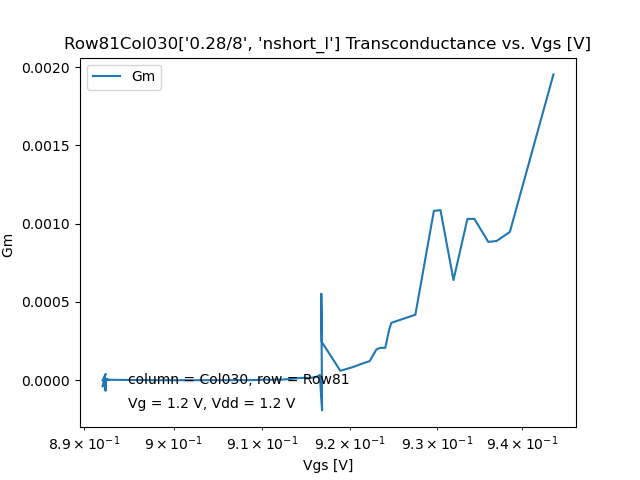 Row81Col030['0.28/8', 'nshort_l'] Transconductance vs. Vgs [V]
Gm
0.0020
0.0015
0.0010
0.0005
0.0000
Gm
column = Col030, row = Row81
Vg = 1.2 V, Vdd = 1.2 V
8.9 × 10⁻¹ 9 × 10⁻¹ 9.1 × 10⁻¹ 9.2 × 10⁻¹ 9.3 × 10⁻¹ 9.4 × 10⁻¹
Vgs [V]